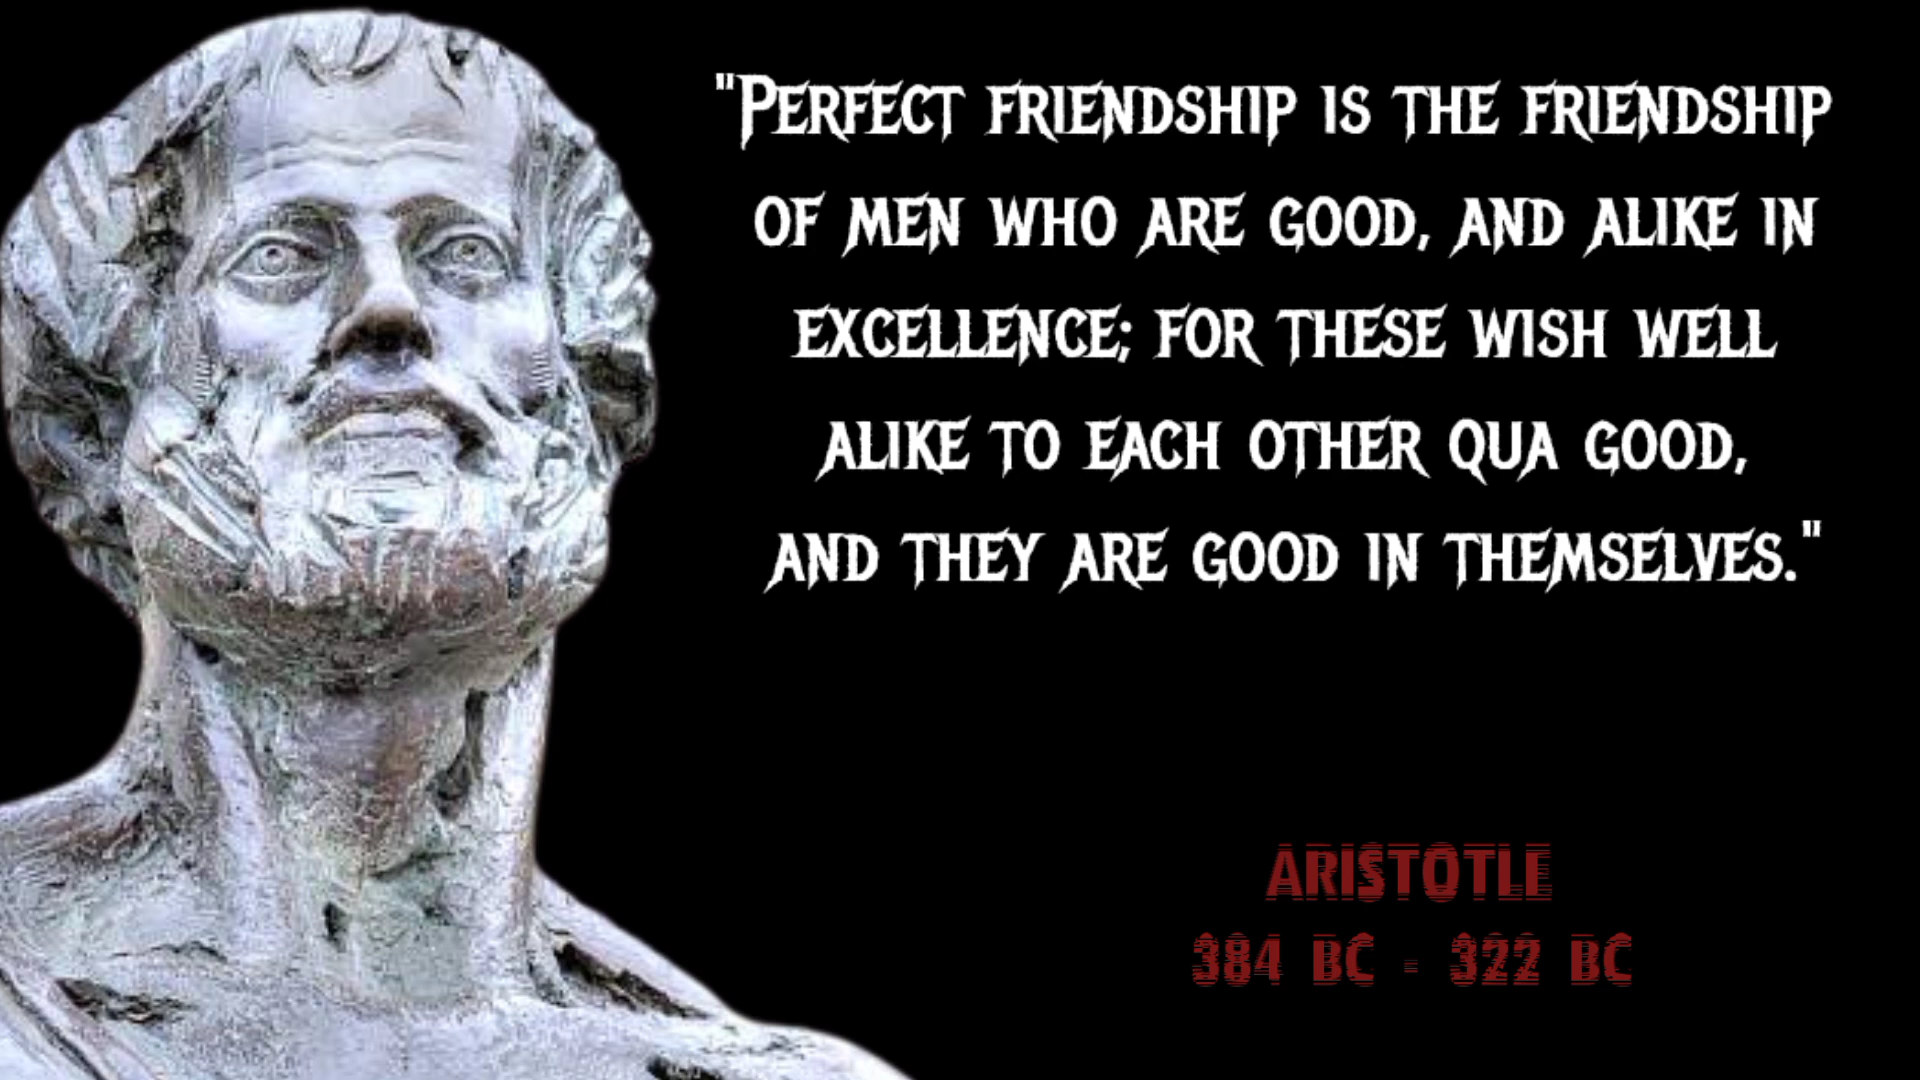 "PERFECT FRIENDSHIP IS THE FRIENDSHIP
OF MEN WHO ARE GOOD, AND ALIKE IN
EXCELLENCE; FOR THESE WISH WELL
ALIKE TO EACH OTHER QUA GOOD,
AND THEY ARE GOOD IN THEMSELVES."
ARISTOTLE
384 BC - 322 BC